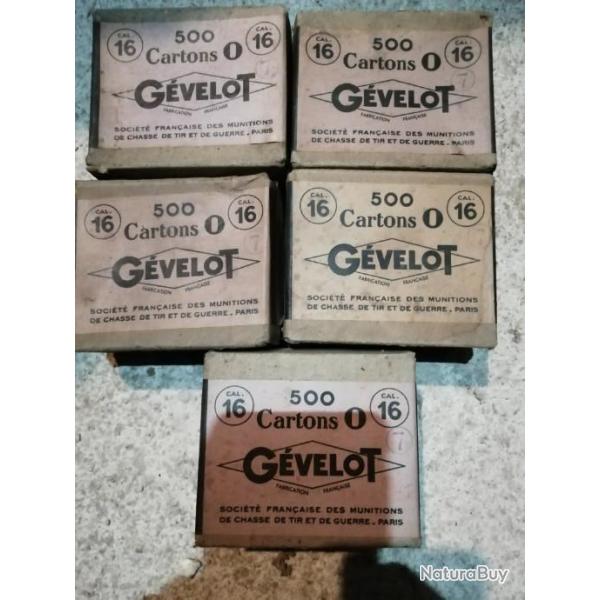 CAL. 16 500 CAL. 16
Cartons O
GÉVELOT
FABRICATION FRANÇAISE
SOCIÉTÉ FRANÇAISE DES MUNITIONS
DE CHASSE DE TIR ET DE GUERRE. PARIS
CAL. 16 500 CAL. 16
Cartons O
7
GÉVELOT
FABRICATION FRANÇAISE
SOCIÉTÉ FRANÇAISE DES MUNITIONS
DE CHASSE DE TIR ET DE GUERRE. PARIS
CAL. 16 500 CAL. 16
Cartons O
7
GÉVELOT
FABRICATION FRANÇAISE
SOCIÉTÉ FRANÇAISE DES MUNITIONS
DE CHASSE DE TIR ET DE GUERRE. PARIS
CAL. 16 500 CAL. 16
Cartons O
GÉVELOT
FABRICATION FRANÇAISE
SOCIÉTÉ FRANÇAISE DES MUNITIONS
DE CHASSE DE TIR ET DE GUERRE. PARIS
CAL. 16 500 CAL. 16
Cartons O
7
GÉVELOT
FABRICATION FRANÇAISE
SOCIÉTÉ FRANÇAISE DES MUNITIONS
DE CHASSE DE TIR ET DE GUERRE. PARIS
NaturaBuy